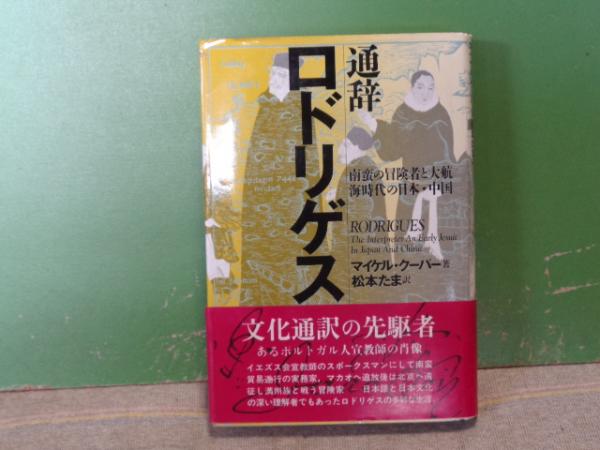 通辞
ロドリゲス
南蛮の冒険者と大航
海時代の日本・中国
RODRIGUES
The Interpreter An Early Jesuit
In Japan And China
マイケル・クーパー著
松本たま訳
文化通訳の先駆者
あるポルトガル人宣教師の肖像
イエズス会宣教師のスポークスマンにして南蛮
貿易遂行の実務家、マカオへ追放後は北京へ遠
征し満州族と戦う冒険家――日本語と日本文化
の深い理解者でもあったロドリゲスの多彩な生涯。